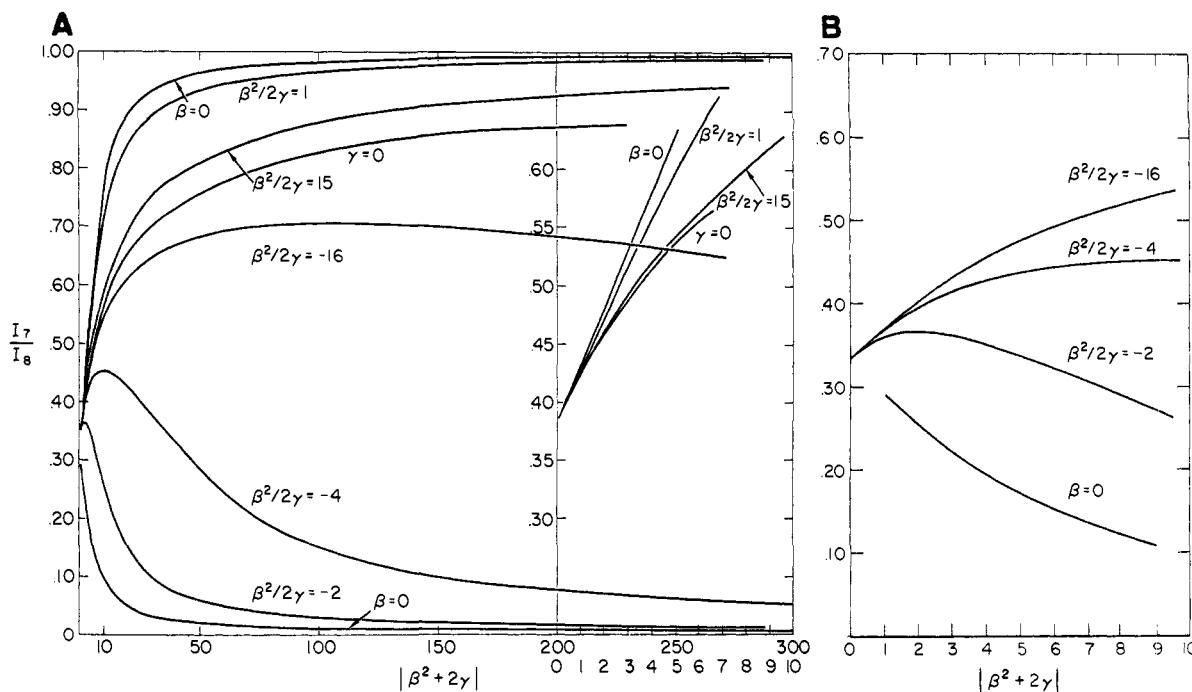 A
1.00
.90
.80
.70
.60
.50
.40
.30
.20
.10
0
I₇/I₈
β=0
β²/2γ=1
β²/2γ=15
γ=0
β²/2γ=-16
β²/2γ=-4
β²/2γ=-2
β=0
10 50 100 150 200 250 300
|β²+2γ|
.60
.55
.50
.45
.40
.35
.30
β=0
β²/2γ=1
β²/2γ=15
γ=0
0 1 2 3 4 5 6 7 8 9 10
B
.70
.60
.50
.40
.30
.20
.10
0
β²/2γ=-16
β²/2γ=-4
β²/2γ=-2
β=0
0 1 2 3 4 5 6 7 8 9 10
|β²+2γ|